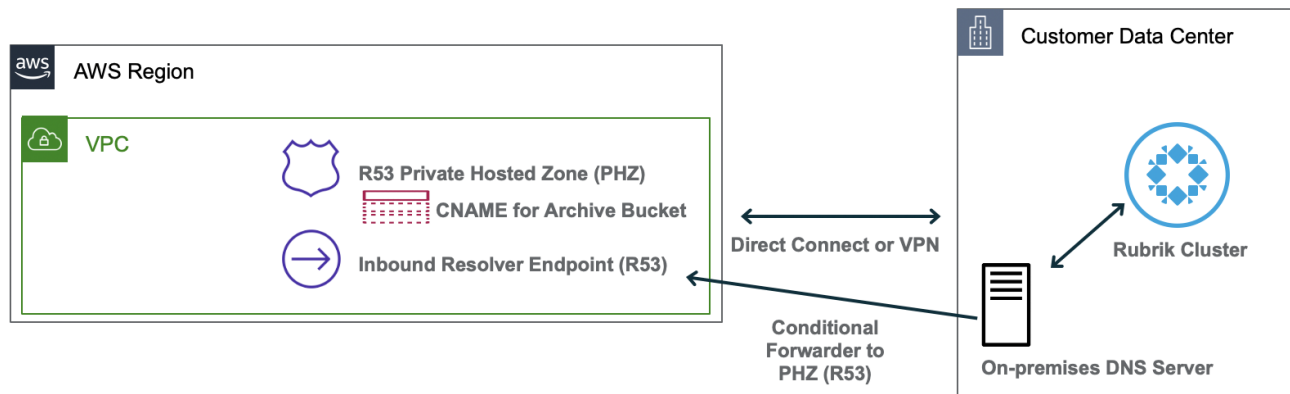 aws
AWS Region
VPC
R53 Private Hosted Zone (PHZ)
CNAME for Archive Bucket
Inbound Resolver Endpoint (R53)
Direct Connect or VPN
Conditional
Forwarder to
PHZ (R53)
Customer Data Center
Rubrik Cluster
On-premises DNS Server